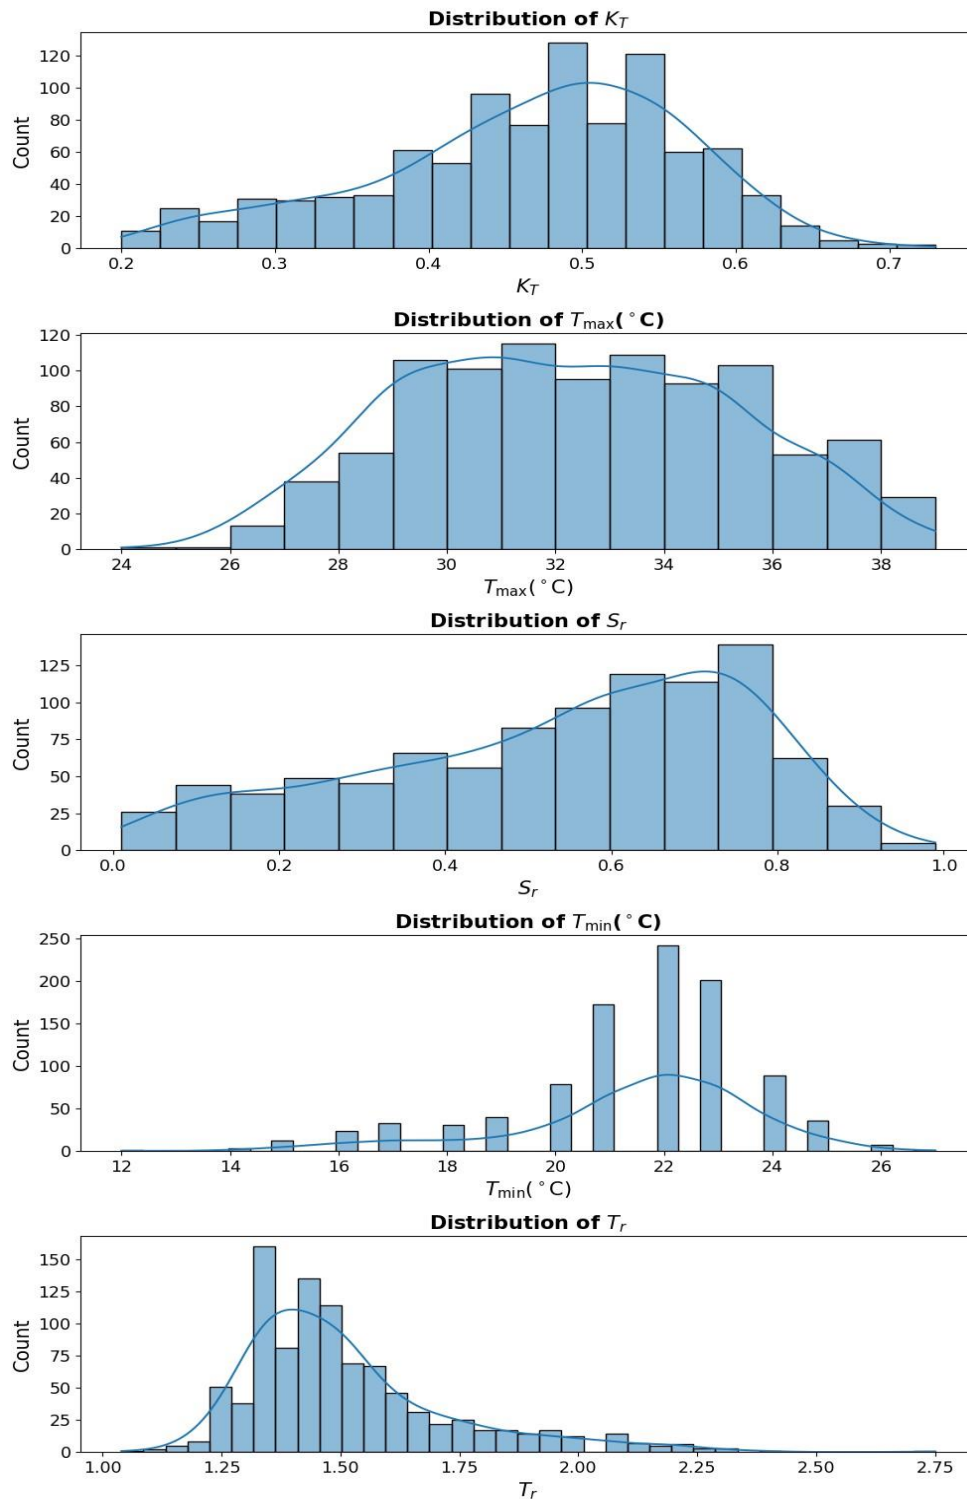 Distribution of K_T
120
100
80
60
40
20
0
Count
0.2 0.3 0.4 0.5 0.6 0.7
K_T
Distribution of T_max(°C)
120
100
80
60
40
20
0
Count
24 26 28 30 32 34 36 38
T_max(°C)
Distribution of S_r
125
100
75
50
25
0
Count
0.0 0.2 0.4 0.6 0.8 1.0
S_r
Distribution of T_min(°C)
250
200
150
100
50
0
Count
12 14 16 18 20 22 24 26
T_min(°C)
Distribution of T_r
150
125
100
75
50
25
0
Count
1.00 1.25 1.50 1.75 2.00 2.25 2.50 2.75
T_r